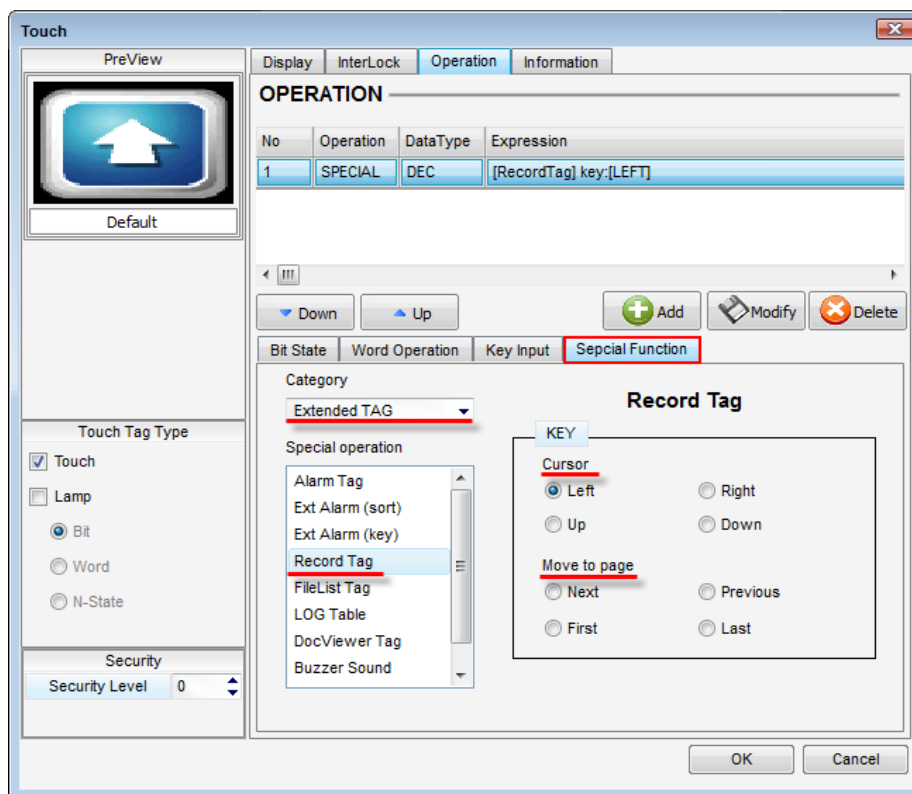 Touch
PreView
Default
Display InterLock Operation Information
OPERATION
No Operation DataType Expression
1 SPECIAL DEC [RecordTag] key:[LEFT]
Down Up Add Modify Delete
Bit State Word Operation Key Input Sepcial Function
Category
Extended TAG
Special operation
Alarm Tag
Ext Alarm (sort)
Ext Alarm (key)
Record Tag
FileList Tag
LOG Table
DocViewer Tag
Buzzer Sound
Record Tag
KEY
Cursor
Left Right
Up Down
Move to page
Next Previous
First Last
Touch Tag Type
Touch
Lamp
Bit
Word
N-State
Security
Security Level 0
OK Cancel